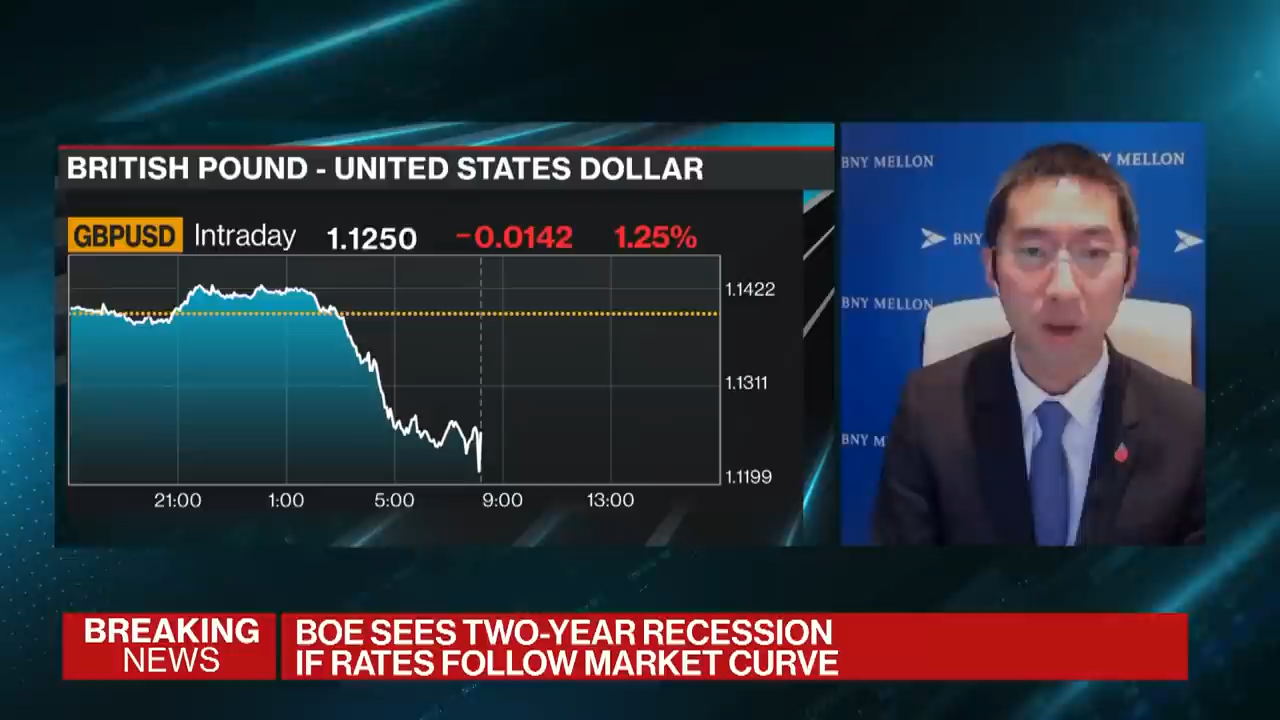 BRITISH POUND - UNITED STATES DOLLAR
GBPUSD Intraday 1.1250 -0.0142 1.25%
1.1422
1.1311
1.1199
21:00 1:00 5:00 9:00 13:00
BNY MELLON
Y MELLON
BNY
BNY MELLON
BNY M
BREAKING
NEWS
BOE SEES TWO-YEAR RECESSION
IF RATES FOLLOW MARKET CURVE